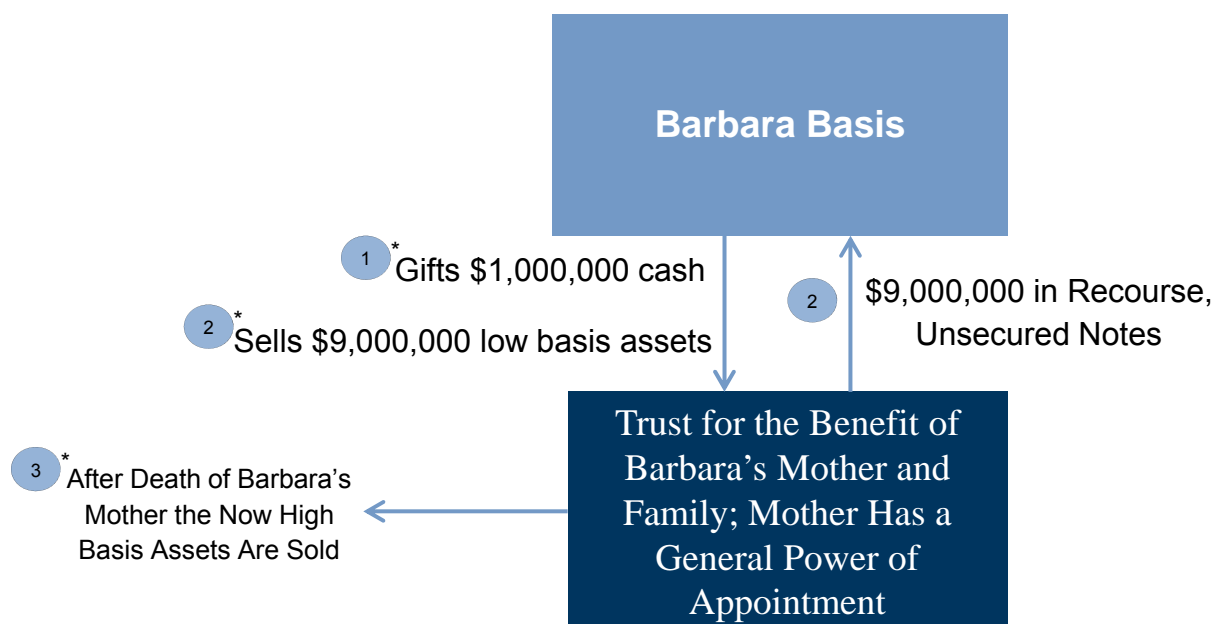 Barbara Basis
1 * Gifts $1,000,000 cash
2 * Sells $9,000,000 low basis assets
2 $9,000,000 in Recourse,
Unsecured Notes
Trust for the Benefit of
Barbara’s Mother and
Family; Mother Has a
General Power of
Appointment
3 * After Death of Barbara’s
Mother the Now High
Basis Assets Are Sold